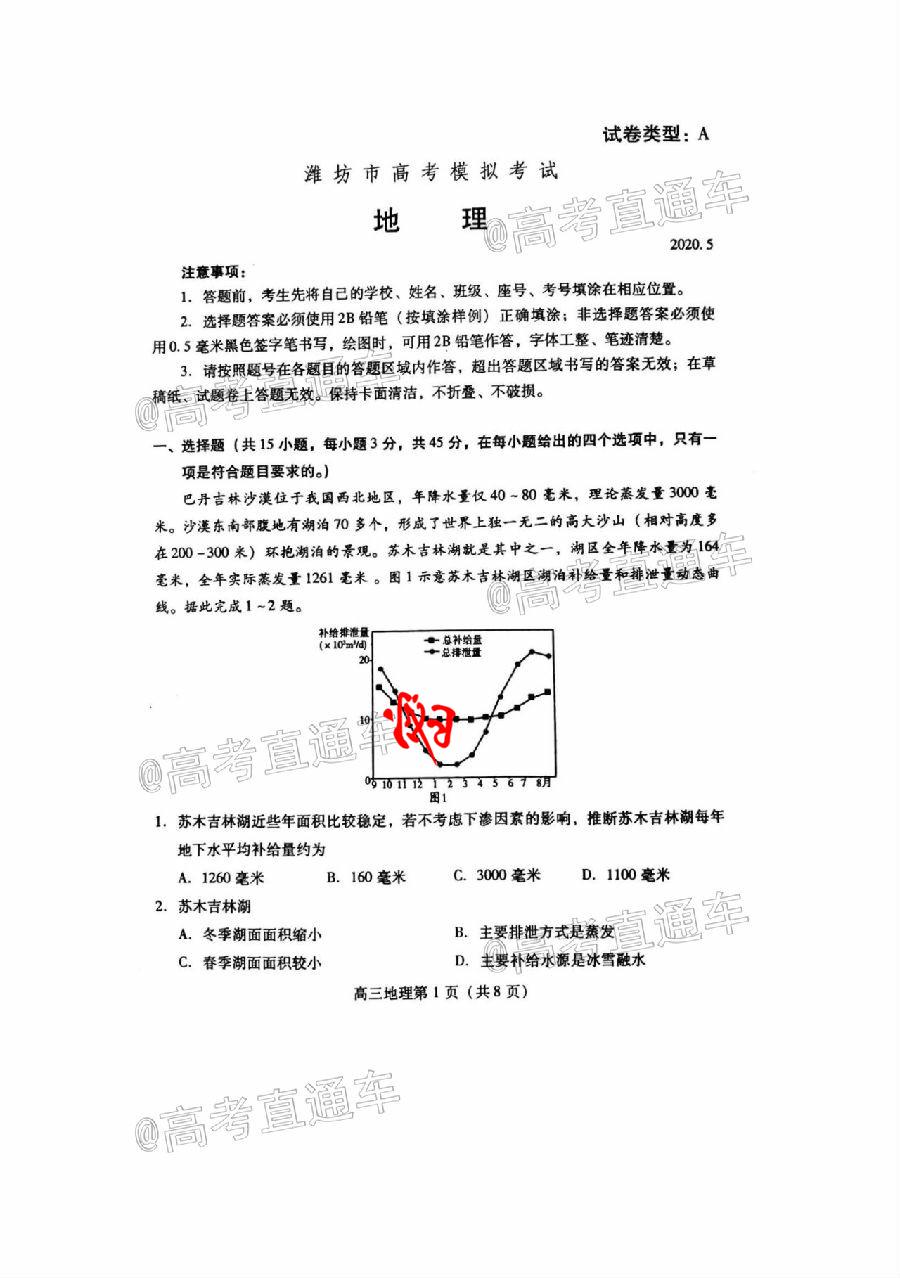 试卷类型：A
潍坊市高考模拟考试
地 理
@高考直通车
2020.5
注意事项：
1. 答题前，考生先将自己的学校、姓名、班级、座号、考号填涂在相应位置。
2. 选择题答案必须使用2B铅笔（按填涂样例）正确填涂；非选择题答案必须使
用0.5毫米黑色签字笔书写，绘图时，可用2B铅笔作答，字体工整、笔迹清楚。
3. 请按照题号在各题目的答题区域内作答，超出答题区域书写的答案无效；在草
稿纸、试题卷上答题无效。保持卡面清洁，不折叠、不破损。
@高考直通车
一、选择题（共15小题，每小题3分，共45分，在每小题给出的四个选项中，只有一
项是符合题目要求的。）
巴丹吉林沙漠位于我国西北地区，年降水量仅40~80毫米，理论蒸发量3000毫
米。沙漠东南部腹地有湖泊70多个，形成了世界上独一无二的高大沙山（相对高度多
在200-300米）环抱湖泊的景观。苏木吉林湖就是其中之一，湖区全年降水量为164
毫米，全年实际蒸发量1261毫米。图1示意苏木吉林湖区湖泊补给量和排泄量动态曲
线。据此完成1~2题。
@高考直通车
补给排泄量
(×10³m³/d)
总补给量
总排泄量
20
10
0
9 10 11 12 1 2 3 4 5 6 7 8月
图1
@高考直通车
1. 苏木吉林湖近些年面积比较稳定，若不考虑下渗因素的影响，推断苏木吉林湖每年
地下水平均补给量约为
A. 1260毫米 B. 160毫米 C. 3000毫米 D. 1100毫米
2. 苏木吉林湖
A. 冬季湖面面积缩小 B. 主要排泄方式是蒸发
C. 春季湖面面积较小 D. 主要补给水源是冰雪融水
@高考直通车
高三地理第1页（共8页）
@高考直通车